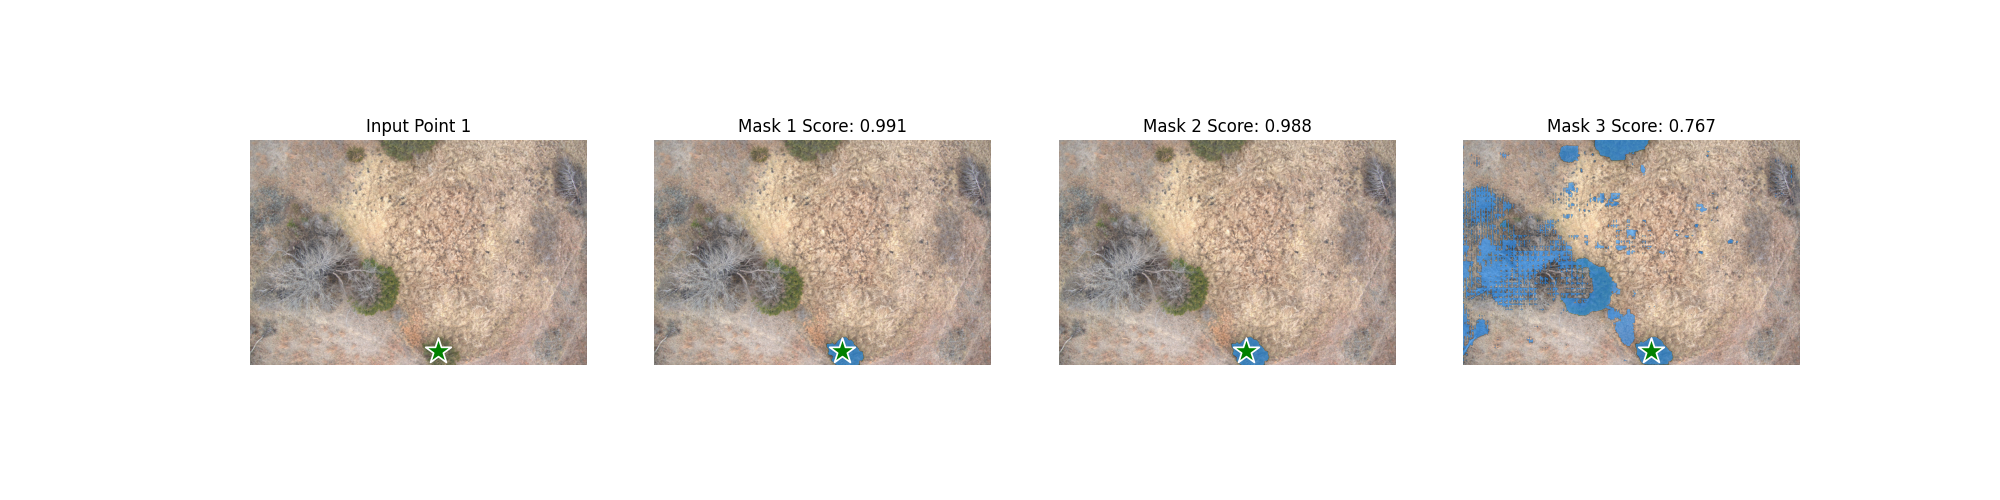 Input Point 1
Mask 1 Score: 0.991
Mask 2 Score: 0.988
Mask 3 Score: 0.767